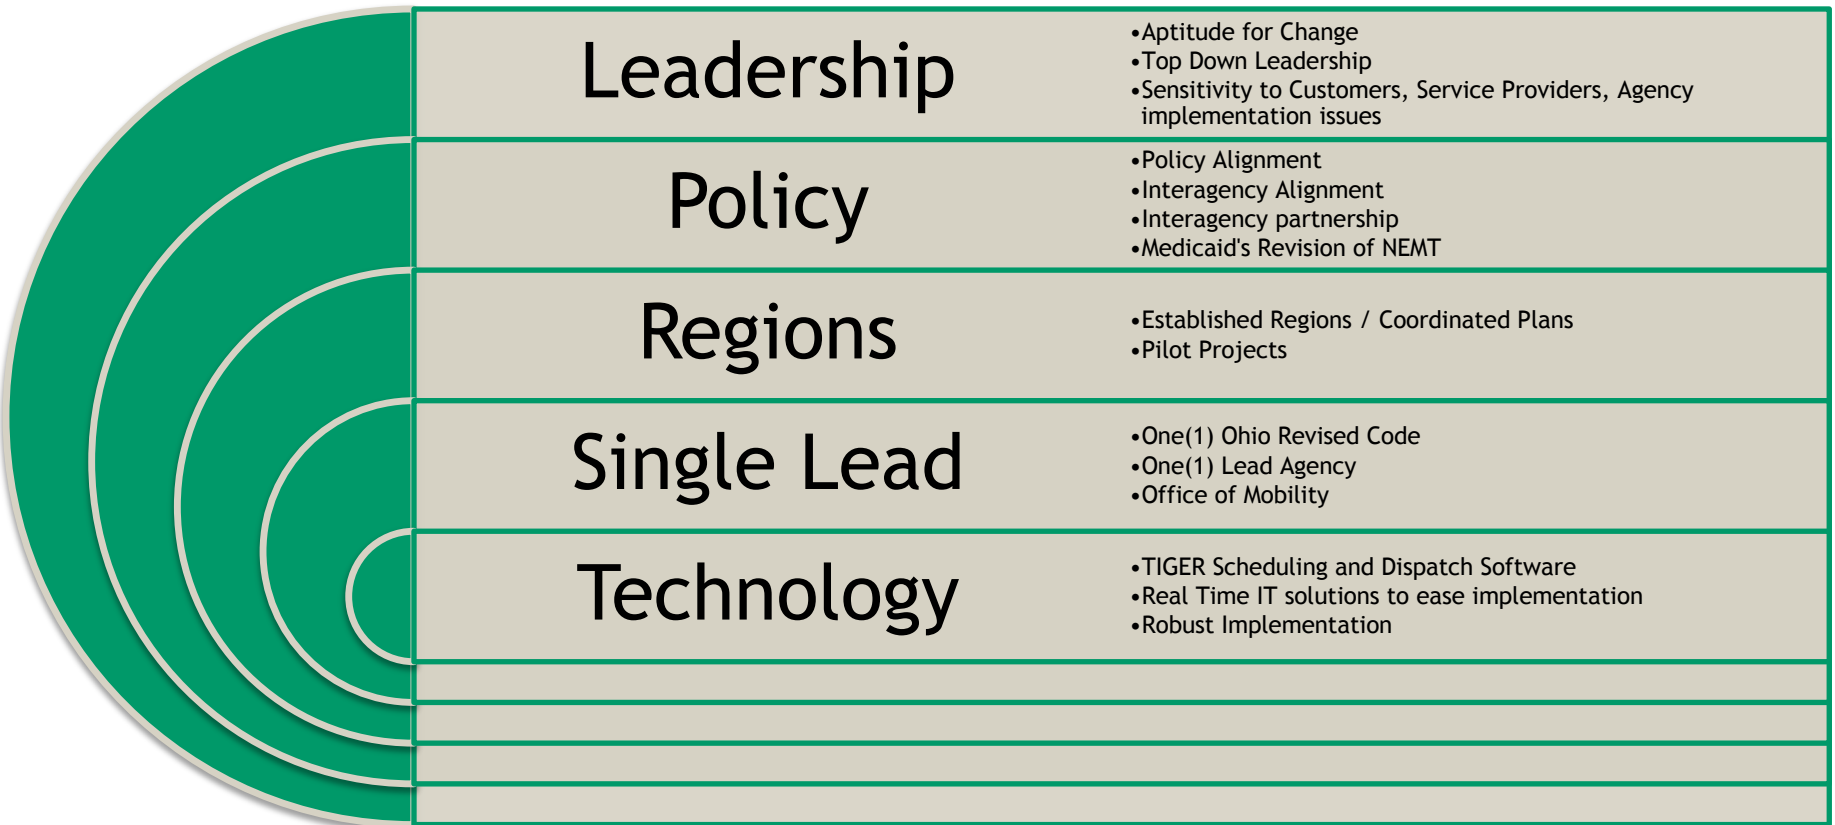 Leadership
•Aptitude for Change
•Top Down Leadership
•Sensitivity to Customers, Service Providers, Agency
implementation issues
Policy
•Policy Alignment
•Interagency Alignment
•Interagency partnership
•Medicaid's Revision of NEMT
Regions
•Established Regions / Coordinated Plans
•Pilot Projects
Single Lead
•One(1) Ohio Revised Code
•One(1) Lead Agency
•Office of Mobility
Technology
•TIGER Scheduling and Dispatch Software
•Real Time IT solutions to ease implementation
•Robust Implementation